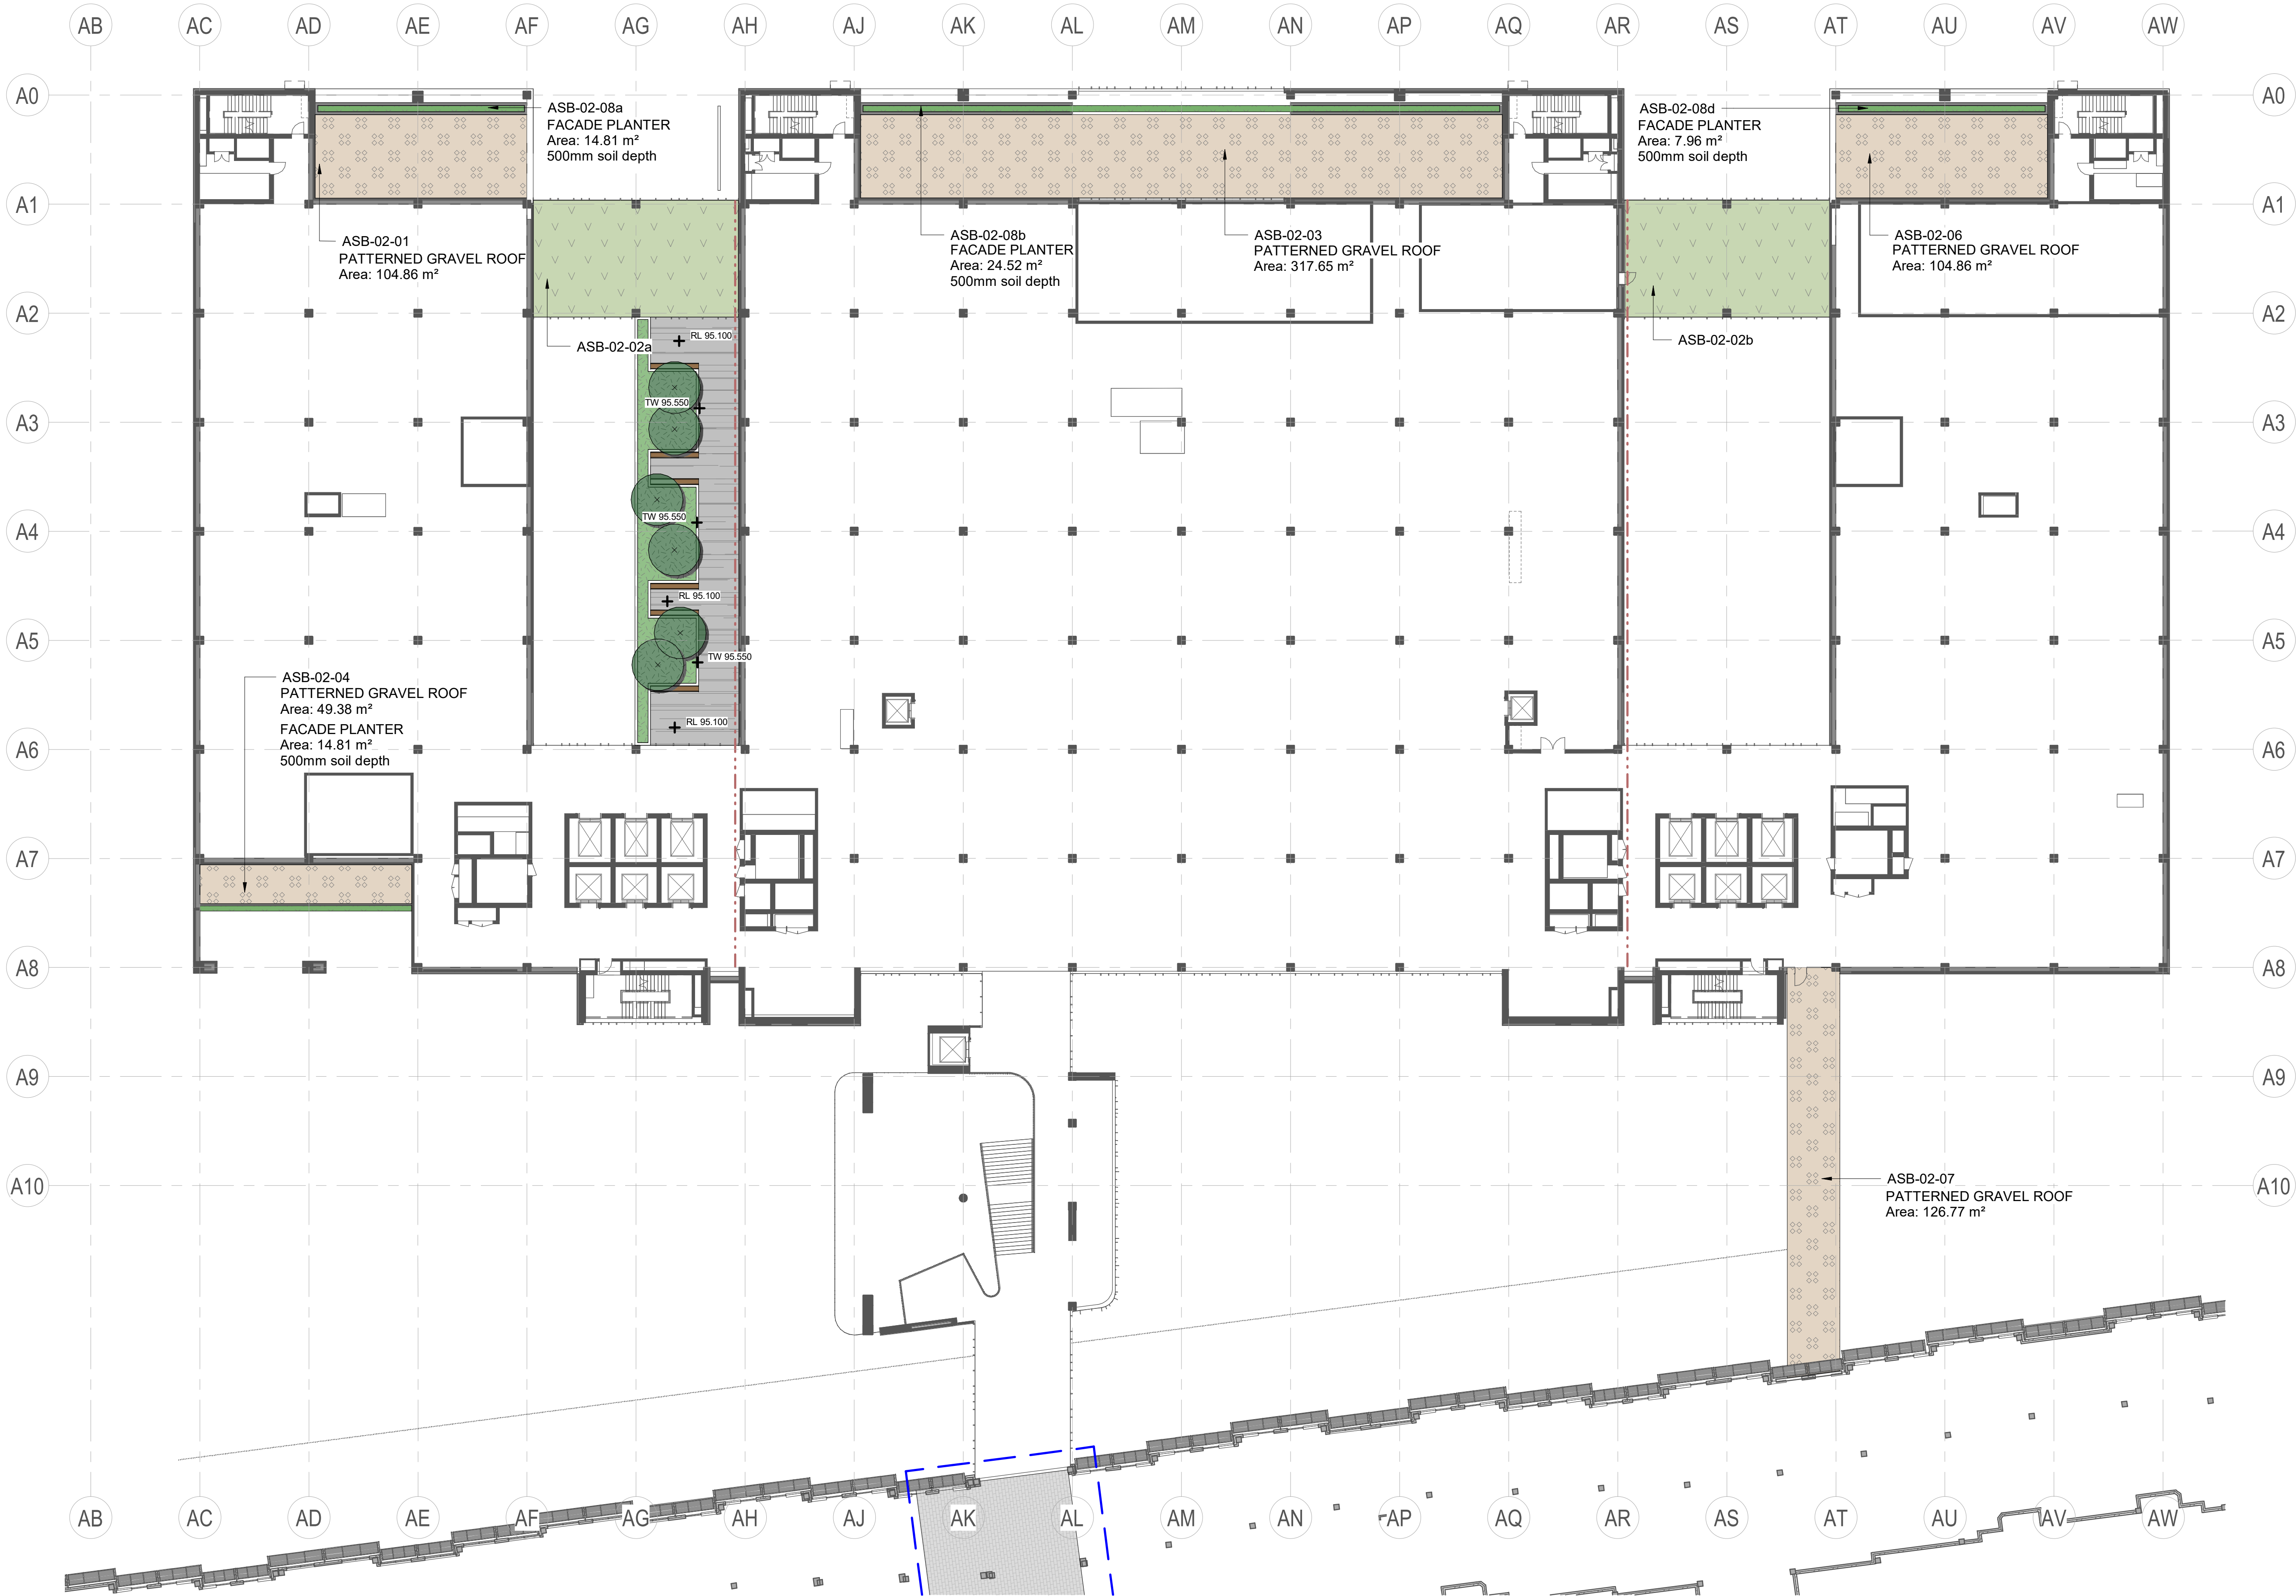 AB AC AD AE AF AG AH AJ AK AL AM AN AP AQ AR AS AT AU AV AW
A0 A0
ASB-02-08a
FACADE PLANTER
Area: 14.81 m²
500mm soil depth
ASB-02-08d
FACADE PLANTER
Area: 7.96 m²
500mm soil depth
A1 A1
ASB-02-01
PATTERNED GRAVEL ROOF
Area: 104.86 m²
ASB-02-08b
FACADE PLANTER
Area: 24.52 m²
500mm soil depth
ASB-02-03
PATTERNED GRAVEL ROOF
Area: 317.65 m²
ASB-02-06
PATTERNED GRAVEL ROOF
Area: 104.86 m²
A2 A2
ASB-02-02a
RL 95.100
ASB-02-02b
TW 95.550
A3 A3
TW 95.550
A4 A4
RL 95.100
A5 A5
TW 95.550
ASB-02-04
PATTERNED GRAVEL ROOF
Area: 49.38 m²
FACADE PLANTER
Area: 14.81 m²
500mm soil depth
RL 95.100
A6 A6
A7 A7
A8 A8
A9 A9
A10 A10
ASB-02-07
PATTERNED GRAVEL ROOF
Area: 126.77 m²
AB AC AD AE AF AG AH AJ AK AL AM AN AP AQ AR AS AT AU AV AW